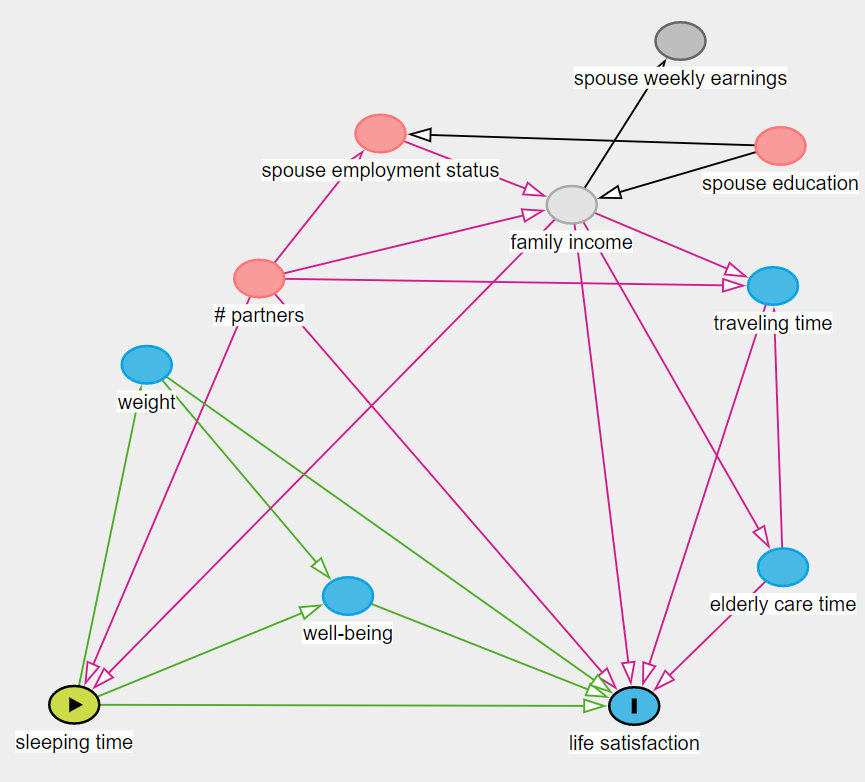 spouse weekly earnings
spouse employment status
spouse education
family income
# partners
traveling time
weight
elderly care time
well-being
sleeping time
life satisfaction